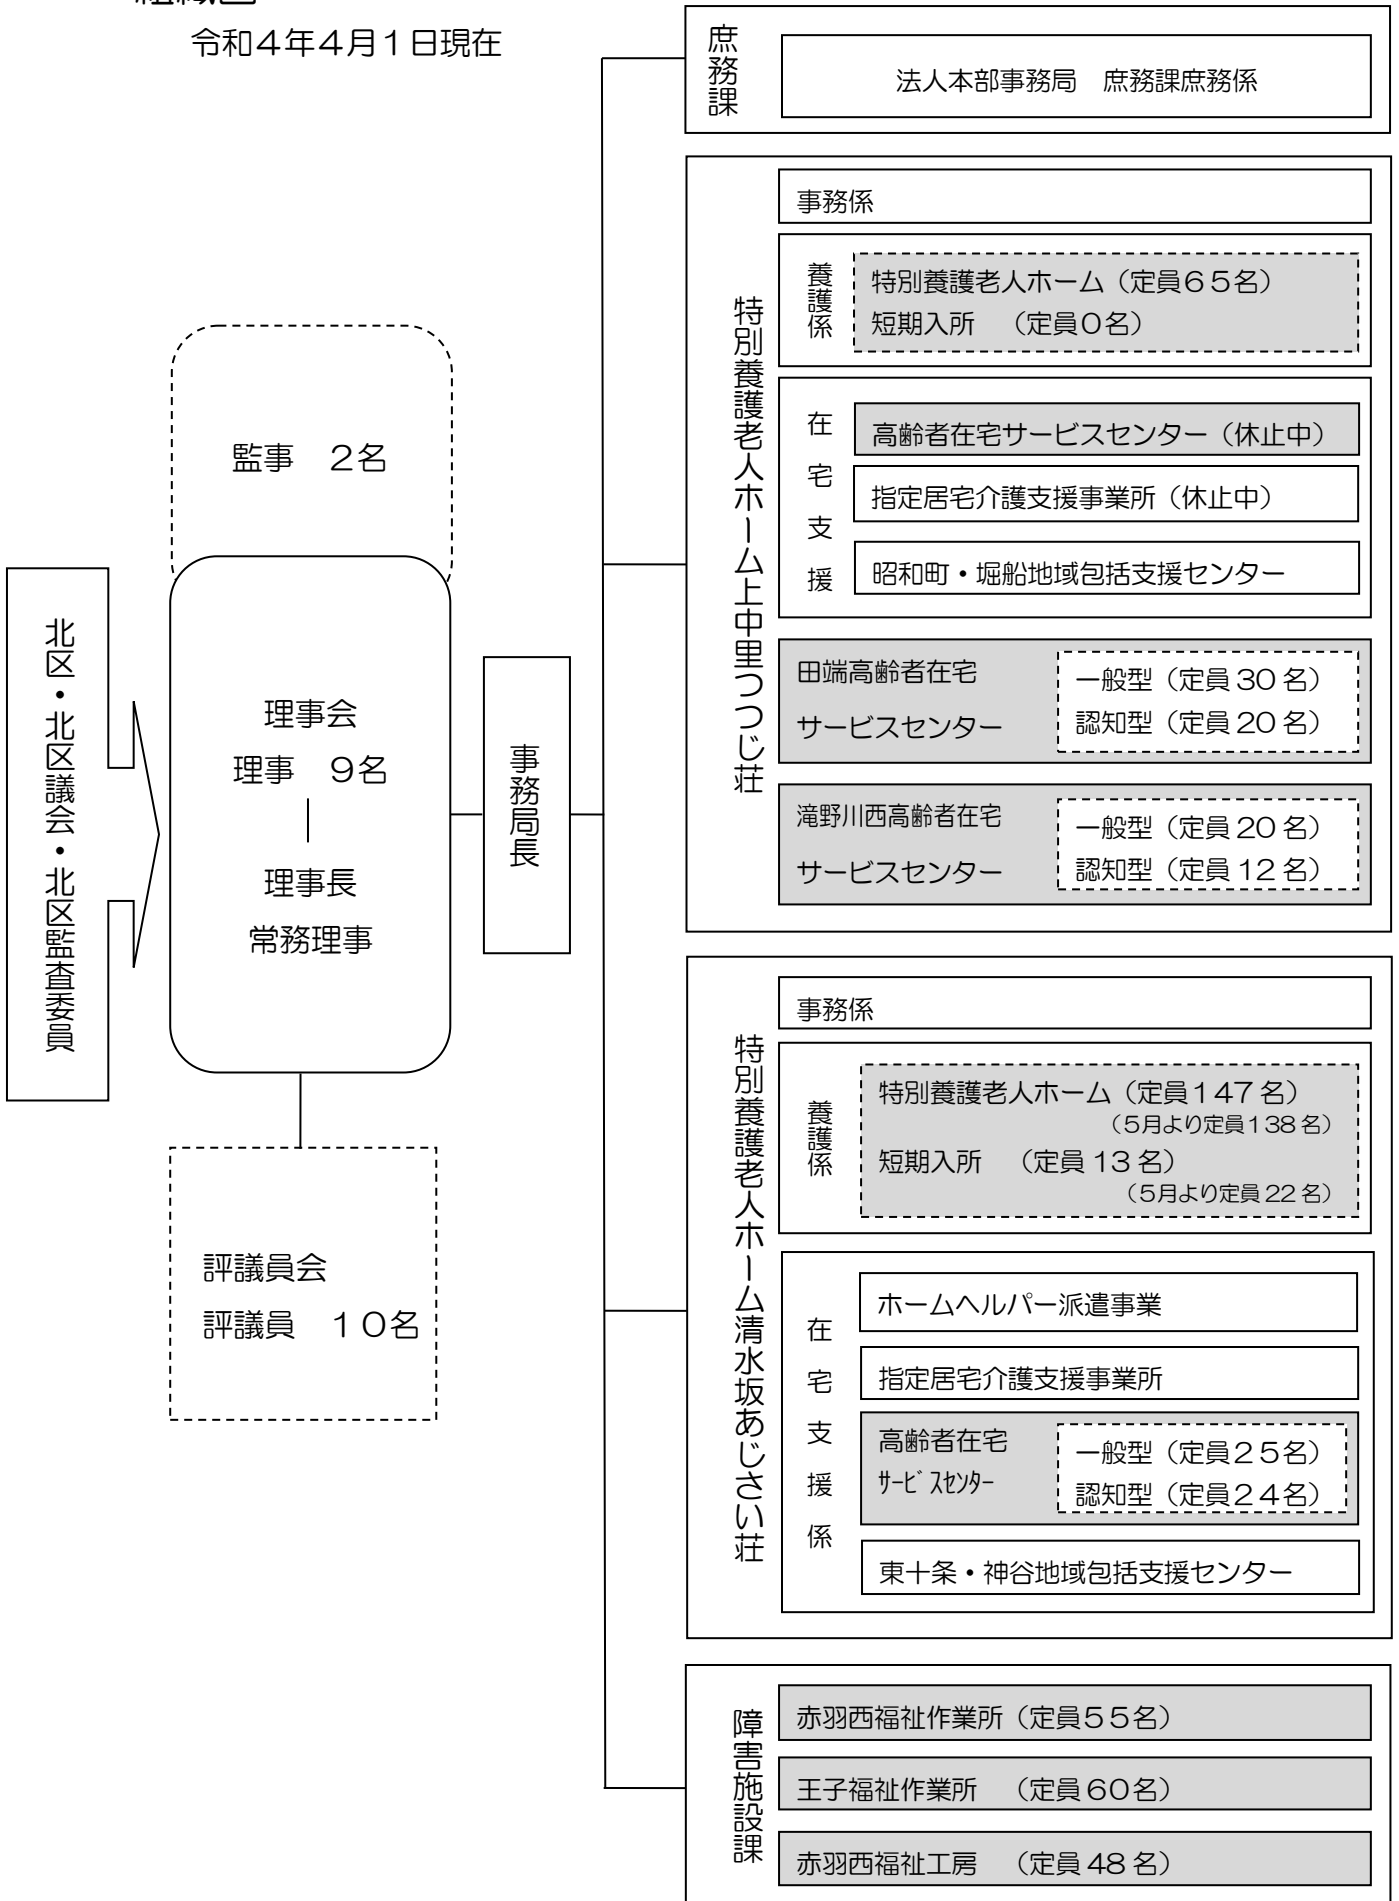 令和４年４月１日現在
庶務課
法人本部事務局　庶務課庶務係
特別養護老人ホーム上中里つつじ荘
事務係
養護係
特別養護老人ホーム（定員６５名）
短期入所　（定員０名）
在宅支援
高齢者在宅サービスセンター（休止中）
指定居宅介護支援事業所（休止中）
昭和町・堀船地域包括支援センター
田端高齢者在宅
サービスセンター
一般型（定員 30 名）
認知型（定員 20 名）
滝野川西高齢者在宅
サービスセンター
一般型（定員 20 名）
認知型（定員 12 名）
監事　２名
北区・北区議会・北区監査委員
理事会
理事　９名
理事長
常務理事
事務局長
評議員会
評議員　１０名
特別養護老人ホーム清水坂あじさい荘
事務係
養護係
特別養護老人ホーム（定員１47 名）
（５月より定員１38 名）
短期入所　（定員 13 名）
（５月より定員 22 名）
在宅支援係
ホームヘルパー派遣事業
指定居宅介護支援事業所
高齢者在宅
ｻｰﾋﾞｽｾﾝﾀｰ
一般型（定員２５名）
認知型（定員２４名）
東十条・神谷地域包括支援センター
障害施設課
赤羽西福祉作業所（定員５５名）
王子福祉作業所　（定員 60名）
赤羽西福祉工房　（定員 48 名）